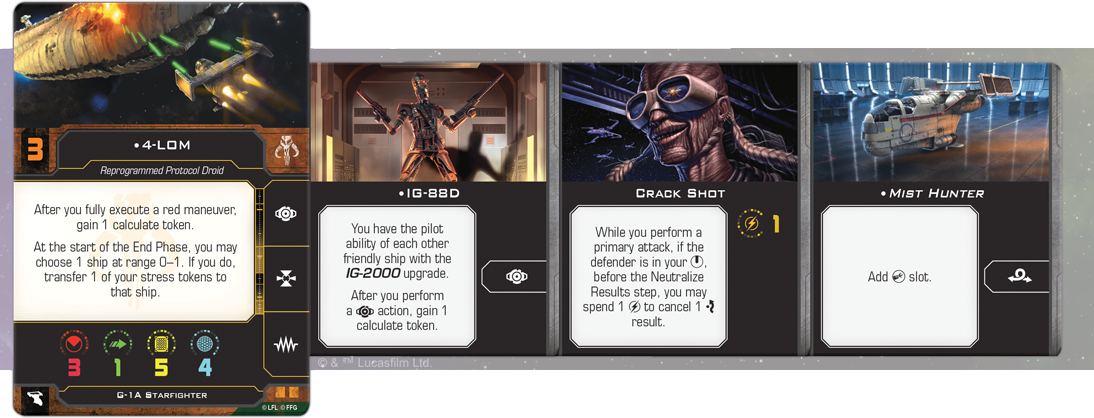 3
•4-LOM
Reprogrammed Protocol Droid
After you fully execute a red maneuver,
gain 1 calculate token.
At the start of the End Phase, you may
choose 1 ship at range 0–1. If you do,
transfer 1 of your stress tokens to
that ship.
3 1 5 4
G-1A Starfighter
©LFL ©FFG
•IG-88D
You have the pilot
ability of each other
friendly ship with the
IG-2000 upgrade.
After you perform
a action, gain 1
calculate token.
Crack Shot
1
While you perform a
primary attack, if the
defender is in your ,
before the Neutralize
Results step, you may
spend 1 to cancel 1
result.
•Mist Hunter
Add slot.
© & ™ Lucasfilm Ltd.